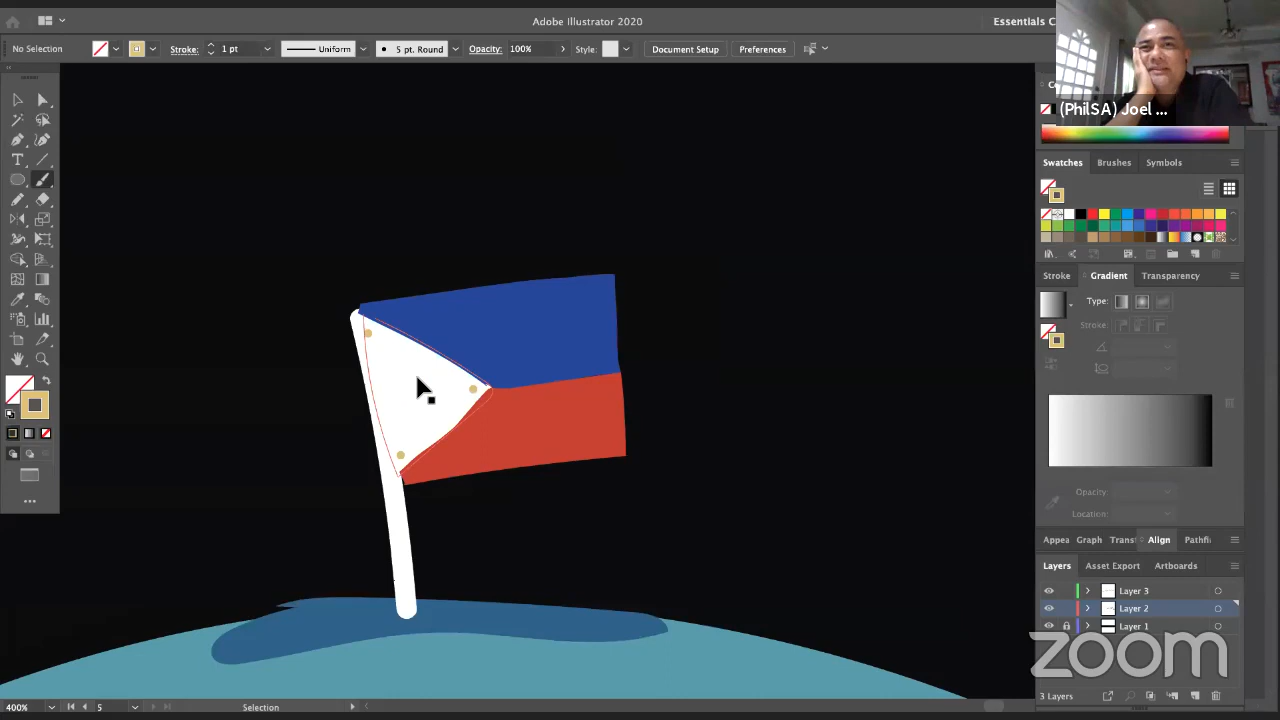 Adobe Illustrator 2020
Essentials C
No Selection
Stroke:
1 pt
Uniform
5 pt. Round
Opacity:
100%
Style:
Document Setup
Preferences
(PhilSA) Joel ...
Swatches
Brushes
Symbols
Stroke
Gradient
Transparency
Type:
Stroke:
Opacity:
Location:
Appea
Graph
Trans
Align
Pathfi
Layers
Asset Export
Artboards
Layer 3
Layer 2
Layer 1
zoom
3 Layers
400%
5
Selection